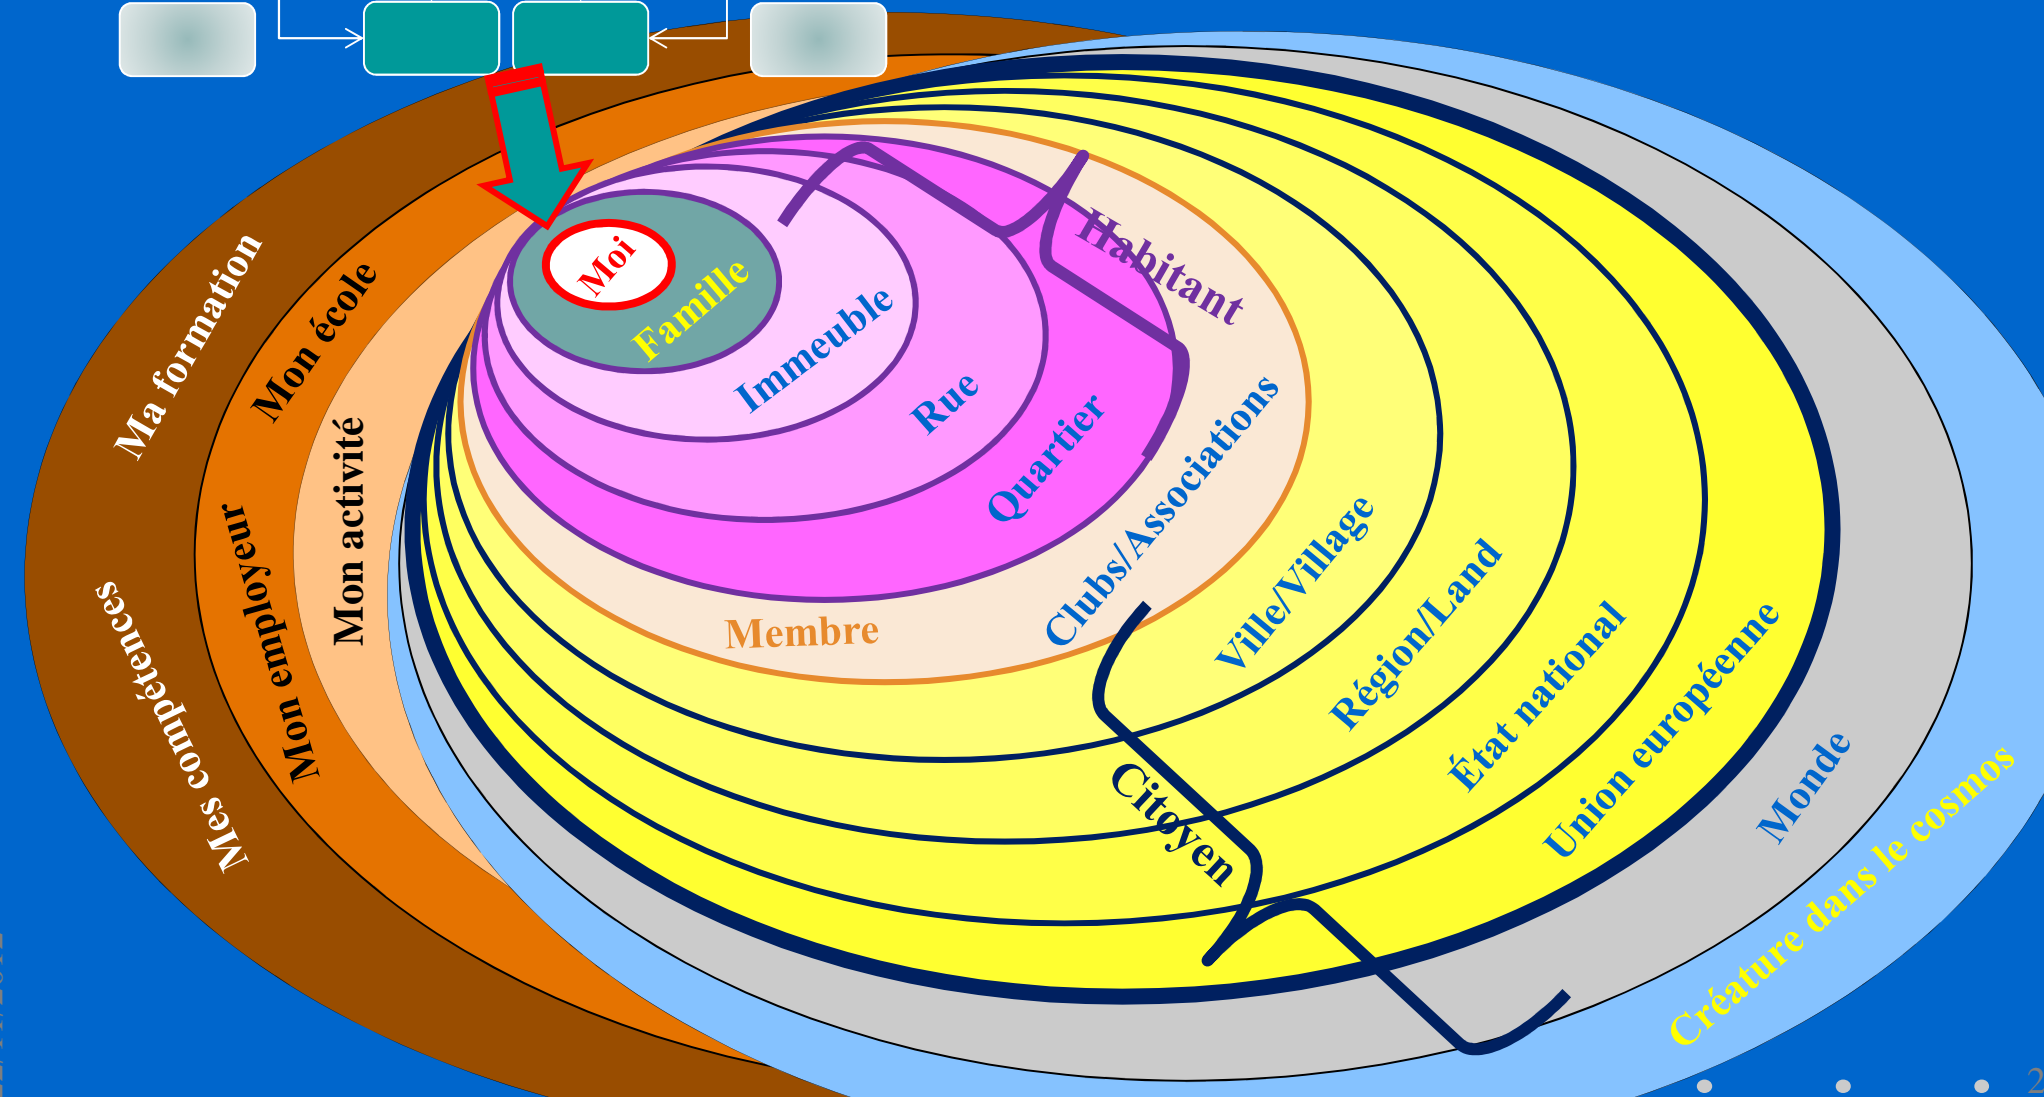 Moi
Famille
Immeuble
Rue
Quartier
Habitant
Clubs/Associations
Membre
Ville/Village
Région/Land
État national
Union européenne
Citoyen
Monde
Créature dans le cosmos
Ma formation
Mon école
Mon activité
Mon employeur
Mes compétences
2